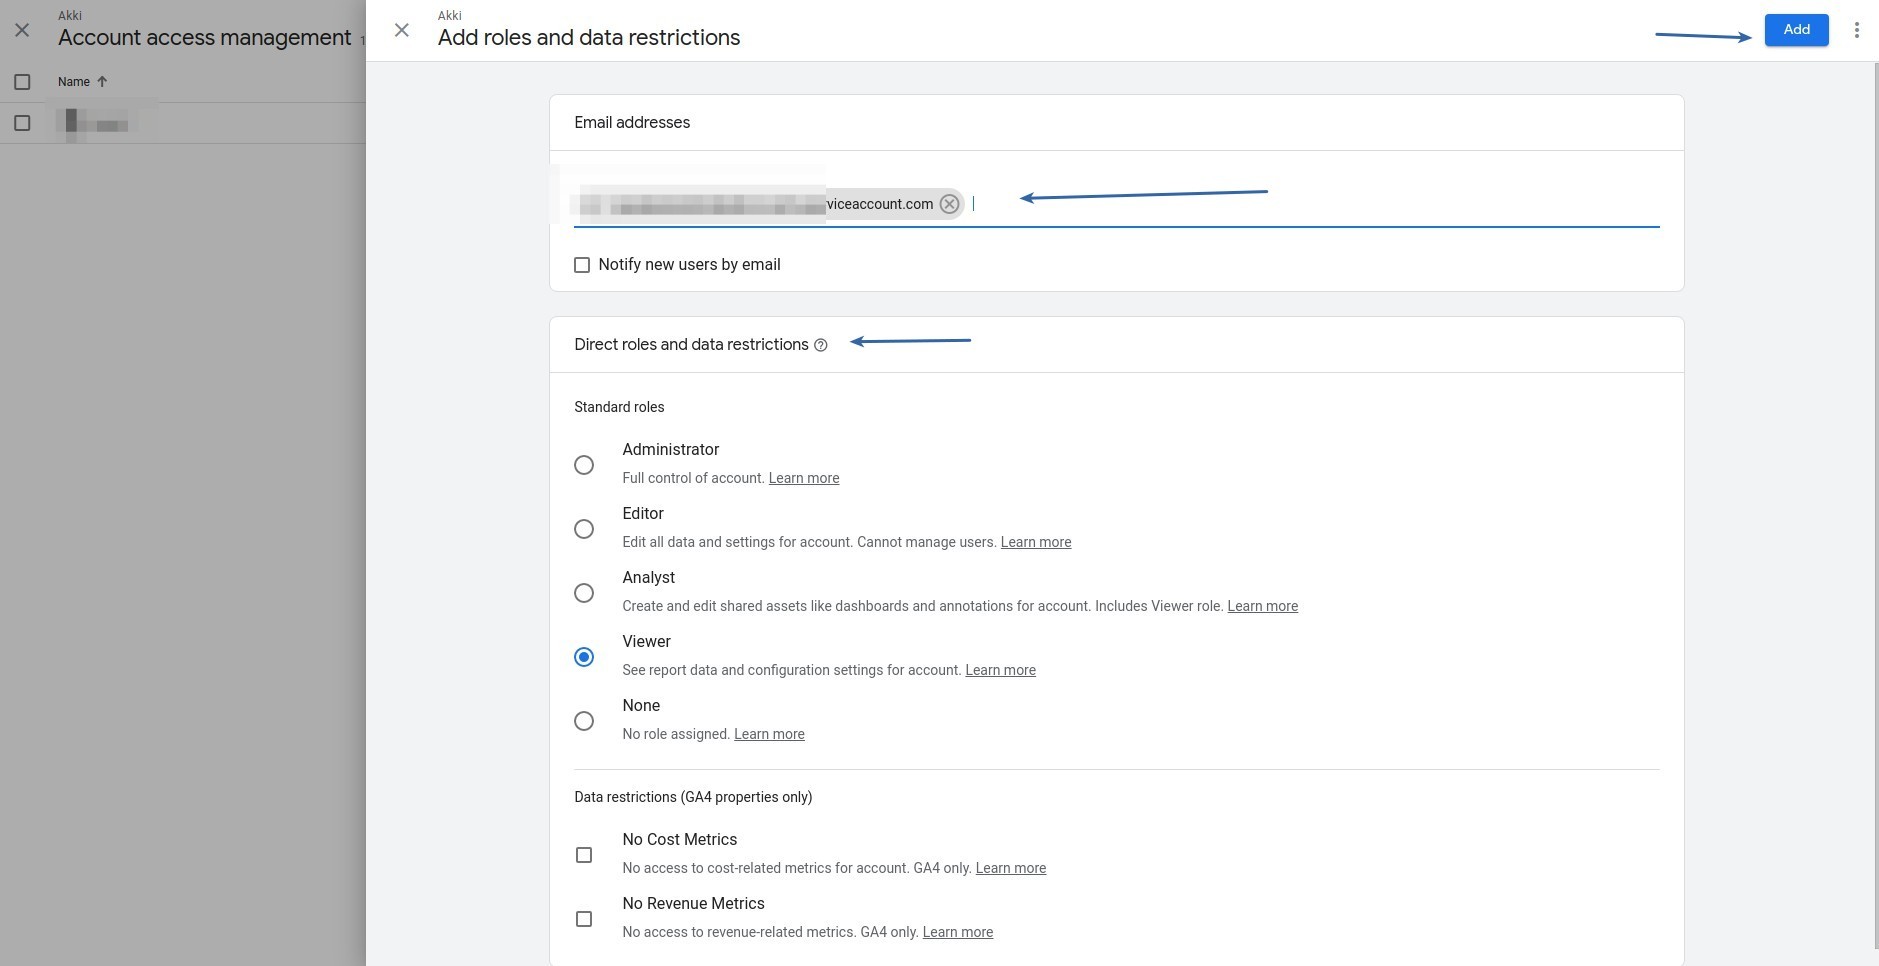 Akki
Account access management
Name
Akki
Add roles and data restrictions
Add
Email addresses
viceaccount.com
Notify new users by email
Direct roles and data restrictions
Standard roles
Administrator
Full control of account. Learn more
Editor
Edit all data and settings for account. Cannot manage users. Learn more
Analyst
Create and edit shared assets like dashboards and annotations for account. Includes Viewer role. Learn more
Viewer
See report data and configuration settings for account. Learn more
None
No role assigned. Learn more
Data restrictions (GA4 properties only)
No Cost Metrics
No access to cost-related metrics for account. GA4 only. Learn more
No Revenue Metrics
No access to revenue-related metrics. GA4 only. Learn more